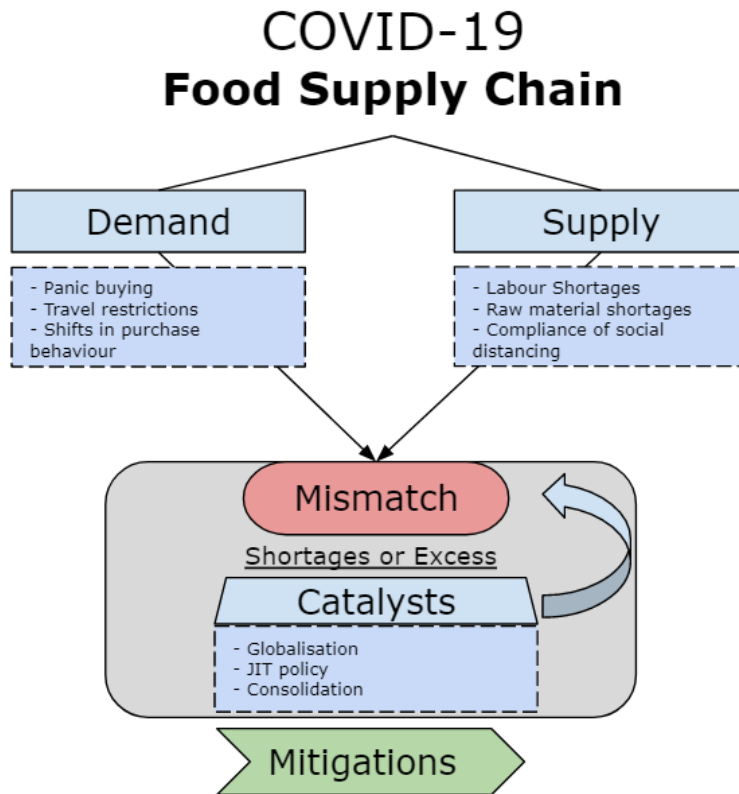 COVID-19
Food Supply Chain
Demand
- Panic buying
- Travel restrictions
- Shifts in purchase
behaviour
Supply
- Labour Shortages
- Raw material shortages
- Compliance of social
distancing
Mismatch
Shortages or Excess
Catalysts
- Globalisation
- JIT policy
- Consolidation
Mitigations